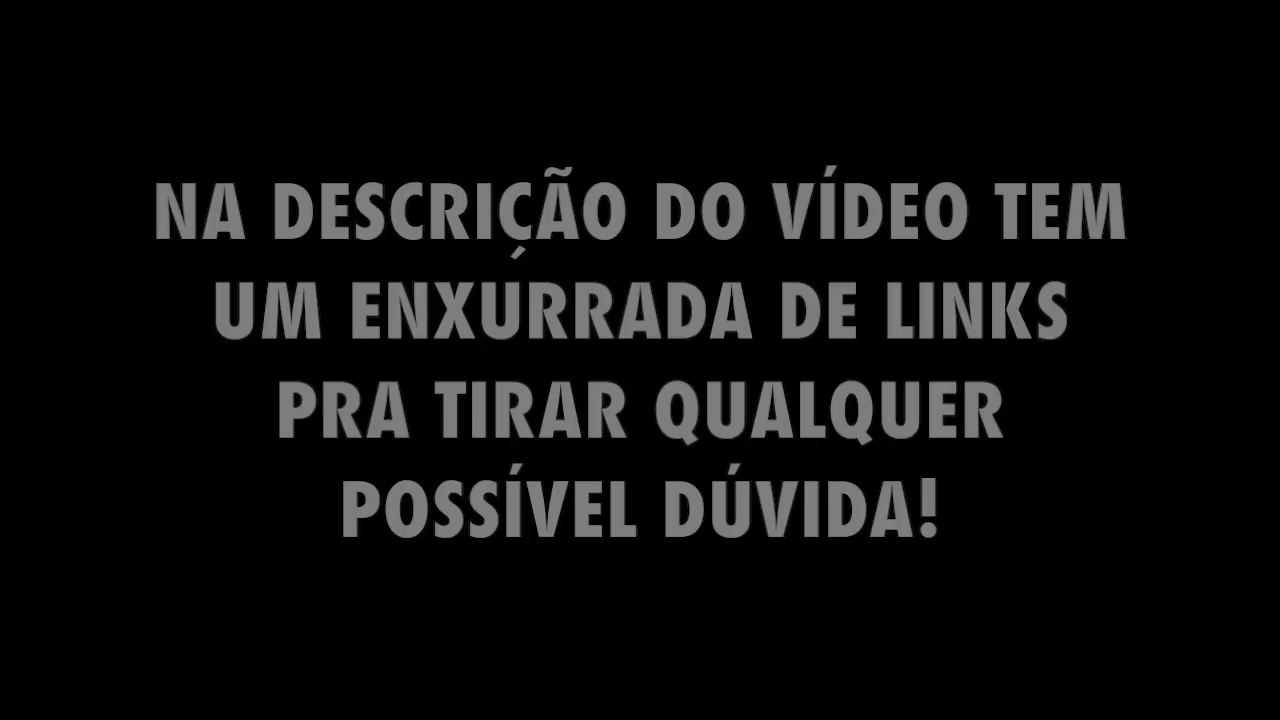 NA DESCRIÇÃO DO VÍDEO TEM
UM ENXURRADA DE LINKS
PRA TIRAR QUALQUER
POSSÍVEL DÚVIDA!